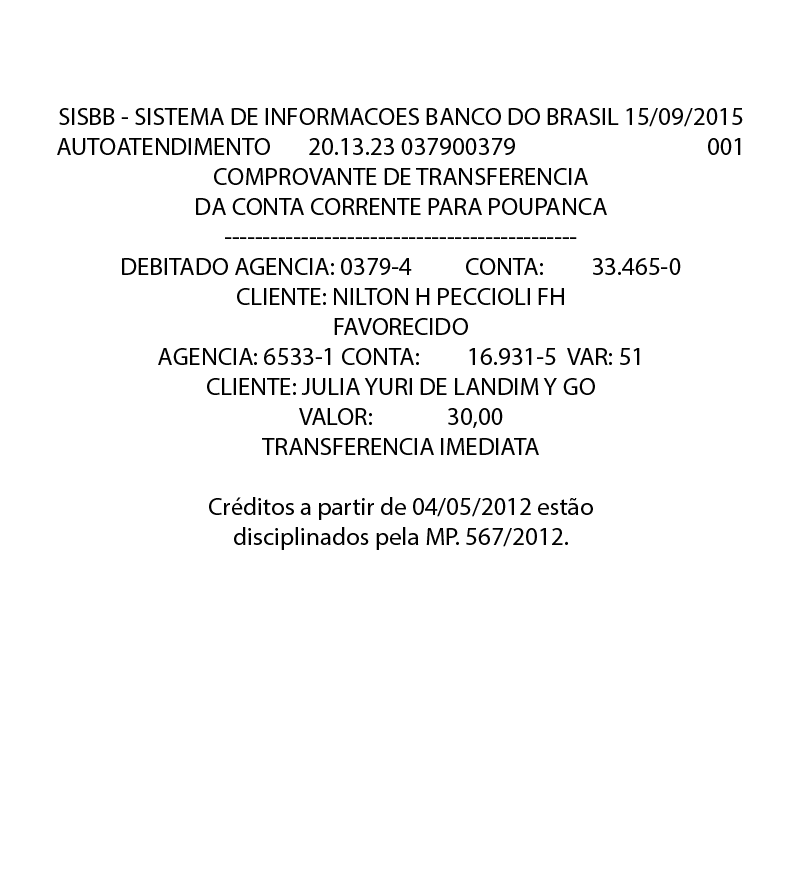 SISBB - SISTEMA DE INFORMACOES BANCO DO BRASIL 15/09/2015
AUTOATENDIMENTO 20.13.23 037900379 001
COMPROVANTE DE TRANSFERENCIA
DA CONTA CORRENTE PARA POUPANCA
----------------------------------------------
DEBITADO AGENCIA: 0379-4 CONTA: 33.465-0
CLIENTE: NILTON H PECCIOLI FH
FAVORECIDO
AGENCIA: 6533-1 CONTA: 16.931-5 VAR: 51
CLIENTE: JULIA YURI DE LANDIM Y GO
VALOR: 30,00
TRANSFERENCIA IMEDIATA
Créditos a partir de 04/05/2012 estão
disciplinados pela MP. 567/2012.